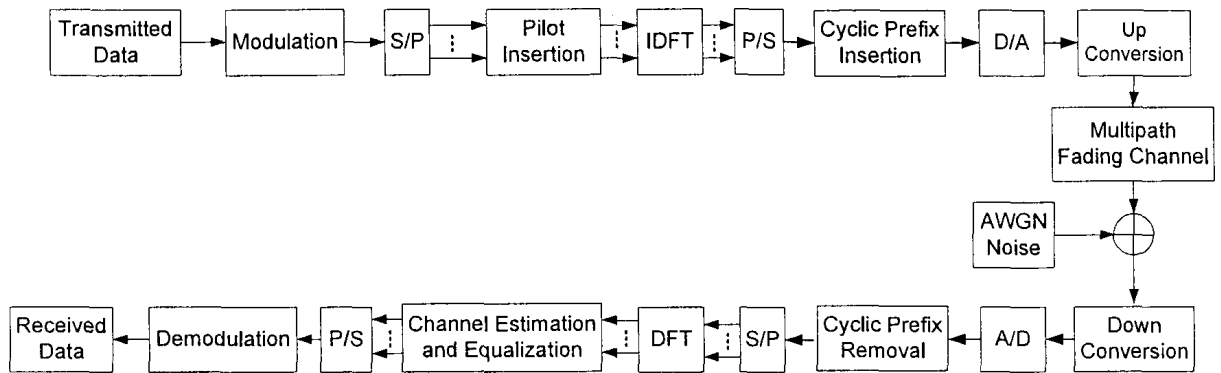 Transmitted
Data
Modulation
S/P
Pilot
Insertion
IDFT
P/S
Cyclic Prefix
Insertion
D/A
Up
Conversion
Multipath
Fading Channel
AWGN
Noise
Received
Data
Demodulation
P/S
Channel Estimation
and Equalization
DFT
S/P
Cyclic Prefix
Removal
A/D
Down
Conversion